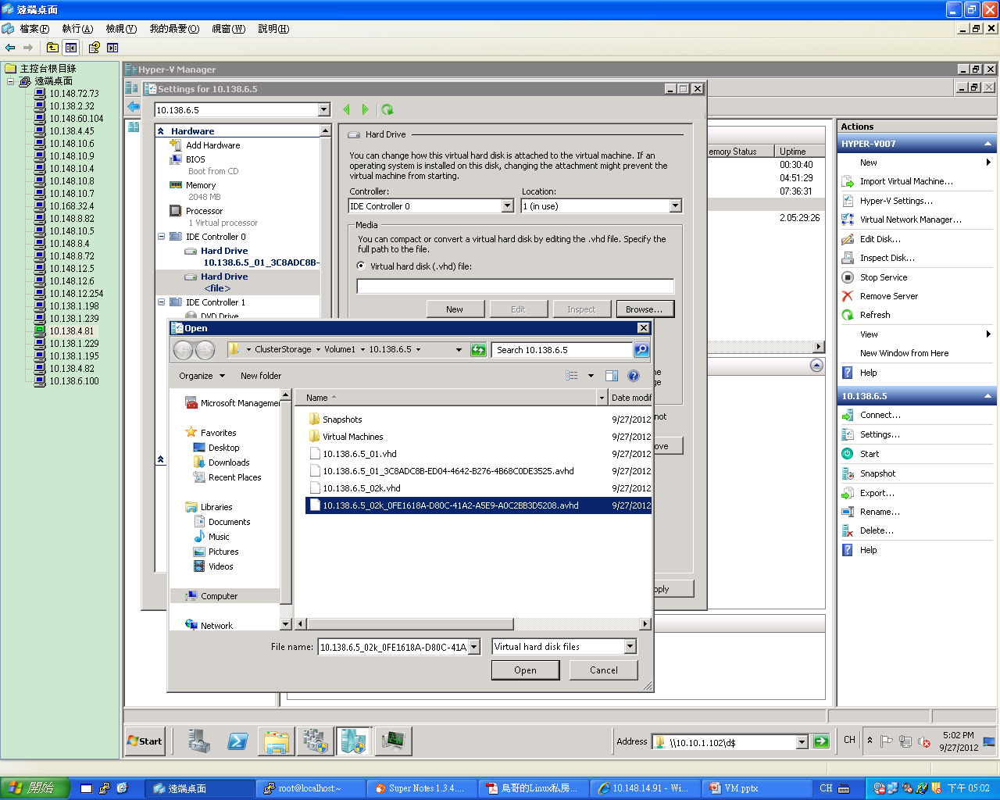 遠端桌面
檔案(F) 執行(A) 檢視(V) 我的最愛(O) 視窗(W) 說明(H)
主控台根目錄
遠端桌面
10.148.72.73
10.138.2.32
10.148.60.104
10.138.4.45
10.148.10.6
10.148.10.9
10.148.10.4
10.148.10.8
10.148.10.7
10.168.32.4
10.148.8.82
10.148.10.5
10.148.8.4
10.148.8.72
10.148.12.5
10.148.12.6
10.148.12.254
10.138.1.198
10.138.1.239
10.138.4.81
10.138.1.229
10.138.1.195
10.138.4.82
10.138.6.100
Hyper-V Manager
Settings for 10.138.6.5
10.138.6.5
Hardware
Add Hardware
BIOS
Boot from CD
Memory
2048 MB
Processor
1 Virtual processor
IDE Controller 0
Hard Drive
10.138.6.5_01_3C8ADC8B-
Hard Drive
<file>
IDE Controller 1
DVD Drive
Hard Drive
You can change how this virtual hard disk is attached to the virtual machine. If an
operating system is installed on this disk, changing the attachment might prevent the
virtual machine from starting.
Controller: Location:
IDE Controller 0 1 (in use)
Media
You can compact or convert a virtual hard disk by editing the .vhd file. Specify the
full path to the file.
Virtual hard disk (.vhd) file:
New Edit Inspect Browse...
ne
ge
not
ove
pply
Open
ClusterStorage Volume1 10.138.6.5
Search 10.138.6.5
Organize New folder
Microsoft Managemer
Favorites
Desktop
Downloads
Recent Places
Libraries
Documents
Music
Pictures
Videos
Computer
Network
Name Date modif
Snapshots 9/27/2012
Virtual Machines 9/27/2012
10.138.6.5_01.vhd 9/27/2012
10.138.6.5_01_3C8ADC8B-ED04-4642-B276-4B68C0DE3525.avhd 9/27/2012
10.138.6.5_02k.vhd 9/27/2012
10.138.6.5_02k_0FE1618A-D80C-41A2-A5E9-A0C2BB3D5208.avhd 9/27/2012
File name: 10.138.6.5_02k_0FE1618A-D80C-41A Virtual hard disk files
Open Cancel
emory Status Uptime
00:30:40
04:51:29
07:36:31
2.05:29:26
Actions
HYPER-V007
New
Import Virtual Machine...
Hyper-V Settings...
Virtual Network Manager...
Edit Disk...
Inspect Disk...
Stop Service
Remove Server
Refresh
View
New Window from Here
Help
10.138.6.5
Connect...
Settings...
Start
Snapshot
Export...
Rename...
Delete...
Help
Start
Address \\10.10.1.102\d$
CH
5:02 PM
9/27/2012
開始 遠端桌面 root@localhost:~ Super Notes 1.3.4.... 鳥哥的Linux私房... 10.148.14.91 - Wi... VM.pptx CH 下午 05:02